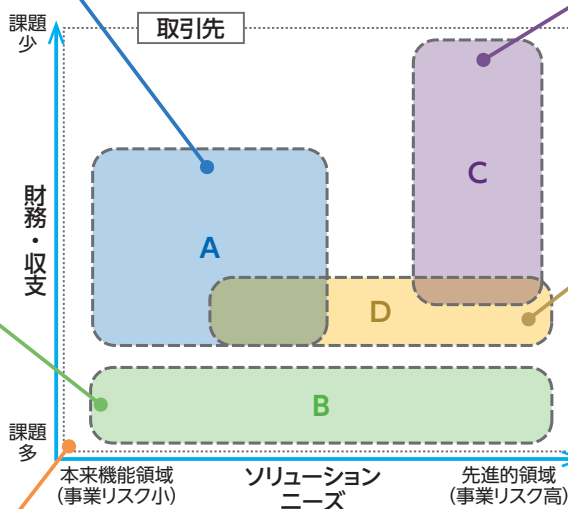 課題
少
取引先
財務・収支
A
C
D
B
課題
多
本来機能領域
(事業リスク小)
ソリューション
ニーズ
先進的領域
(事業リスク高)